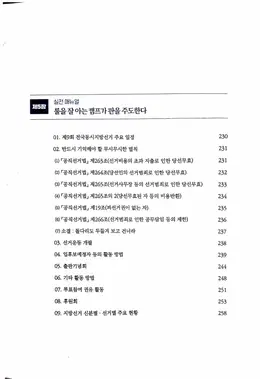 제5장
실전 매뉴얼
룰을 잘 아는 캠프가 판을 주도한다
01. 제9회 전국동시지방선거 주요 일정 230
02. 반드시 기억해야 할 무시무시한 벌칙 231
(1) 「공직선거법」 제263조(선거비용의 초과 지출로 인한 당선무효) 231
(2) 「공직선거법」 제264조(당선인의 선거범죄로 인한 당선무효) 232
(3) 「공직선거법」 제265조(선거사무장 등의 선거범죄로 인한 당선무효) 233
(4) 「공직선거법」 제265조의 2(당선무효된 자 등의 비용반환) 234
(5) 「공직선거법」 제19조(피선거권이 없는 자) 235
(6) 「공직선거법」 제266조(선거범죄로 인한 공무담임 등의 제한) 236
(7) 소결 : 돌다리도 두들겨 보고 건너라 237
03. 선거운동 개괄 238
04. 입후보예정자 등의 활동 방법 239
05. 출판기념회 244
06. 기타 활동 방법 248
07. 투표참여 권유 활동 251
08. 후원회 253
09. 지방선거 신분별·선거별 주요 현황 258